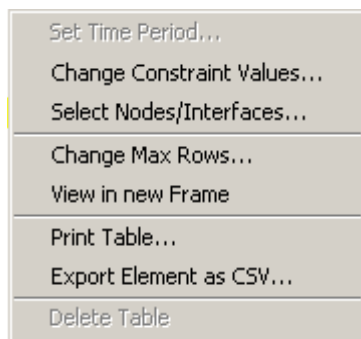 Set Time Period...
Change Constraint Values...
Select Nodes/Interfaces...
Change Max Rows...
View in new Frame
Print Table...
Export Element as CSV...
Delete Table